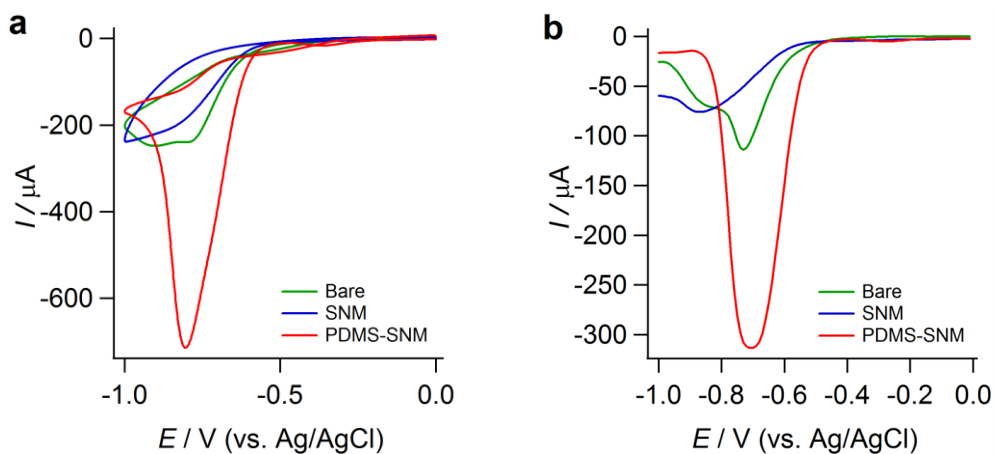 a
0
-200
-400
-600
I / μA
Bare
SNM
PDMS-SNM
-1.0 -0.5 0.0
E / V (vs. Ag/AgCl)
b
0
-50
-100
-150
-200
-250
-300
I / μA
Bare
SNM
PDMS-SNM
-1.0 -0.8 -0.6 -0.4 -0.2 0.0
E / V (vs. Ag/AgCl)